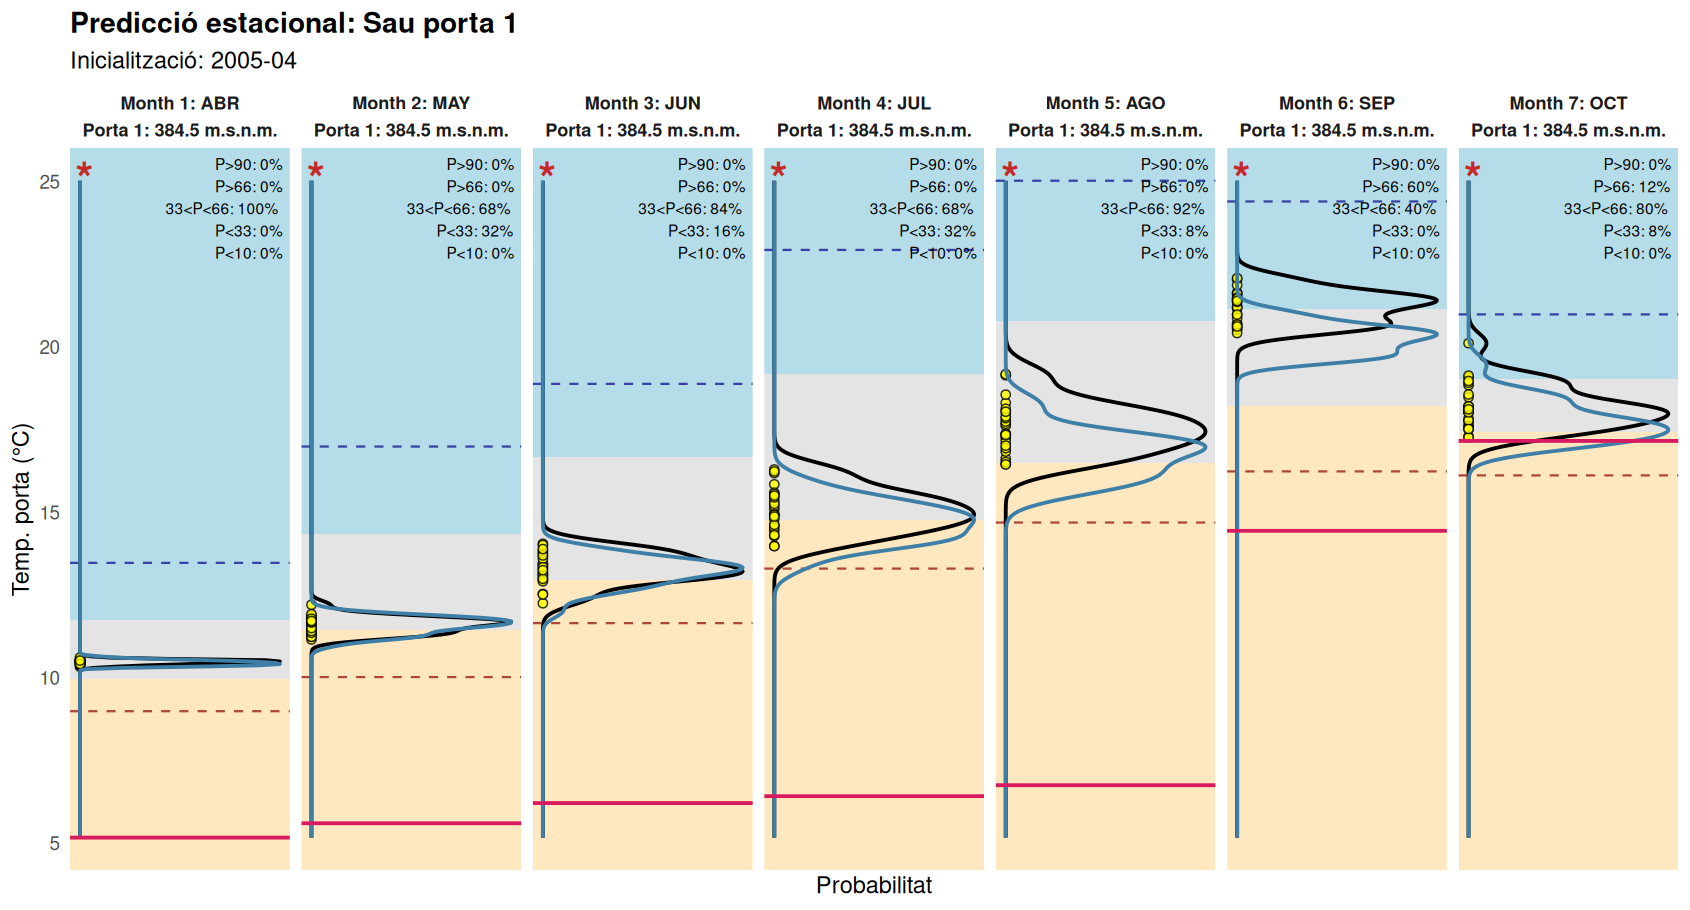 Predicció estacional: Sau porta 1
Inicialització: 2005-04
Month 1: ABR
Porta 1: 384.5 m.s.n.m.
Month 2: MAY
Porta 1: 384.5 m.s.n.m.
Month 3: JUN
Porta 1: 384.5 m.s.n.m.
Month 4: JUL
Porta 1: 384.5 m.s.n.m.
Month 5: AGO
Porta 1: 384.5 m.s.n.m.
Month 6: SEP
Porta 1: 384.5 m.s.n.m.
Month 7: OCT
Porta 1: 384.5 m.s.n.m.
*
P>90: 0%
P>66: 0%
33<P<66: 100%
P<33: 0%
P<10: 0%
*
P>90: 0%
P>66: 0%
33<P<66: 68%
P<33: 32%
P<10: 0%
*
P>90: 0%
P>66: 0%
33<P<66: 84%
P<33: 16%
P<10: 0%
*
P>90: 0%
P>66: 0%
33<P<66: 68%
P<33: 32%
P<10: 0%
*
P>90: 0%
P>66: 0%
33<P<66: 92%
P<33: 8%
P<10: 0%
*
P>90: 0%
P>66: 60%
33<P<66: 40%
P<33: 0%
P<10: 0%
*
P>90: 0%
P>66: 12%
33<P<66: 80%
P<33: 8%
P<10: 0%
25
20
15
10
5
Temp. porta (°C)
Probabilitat